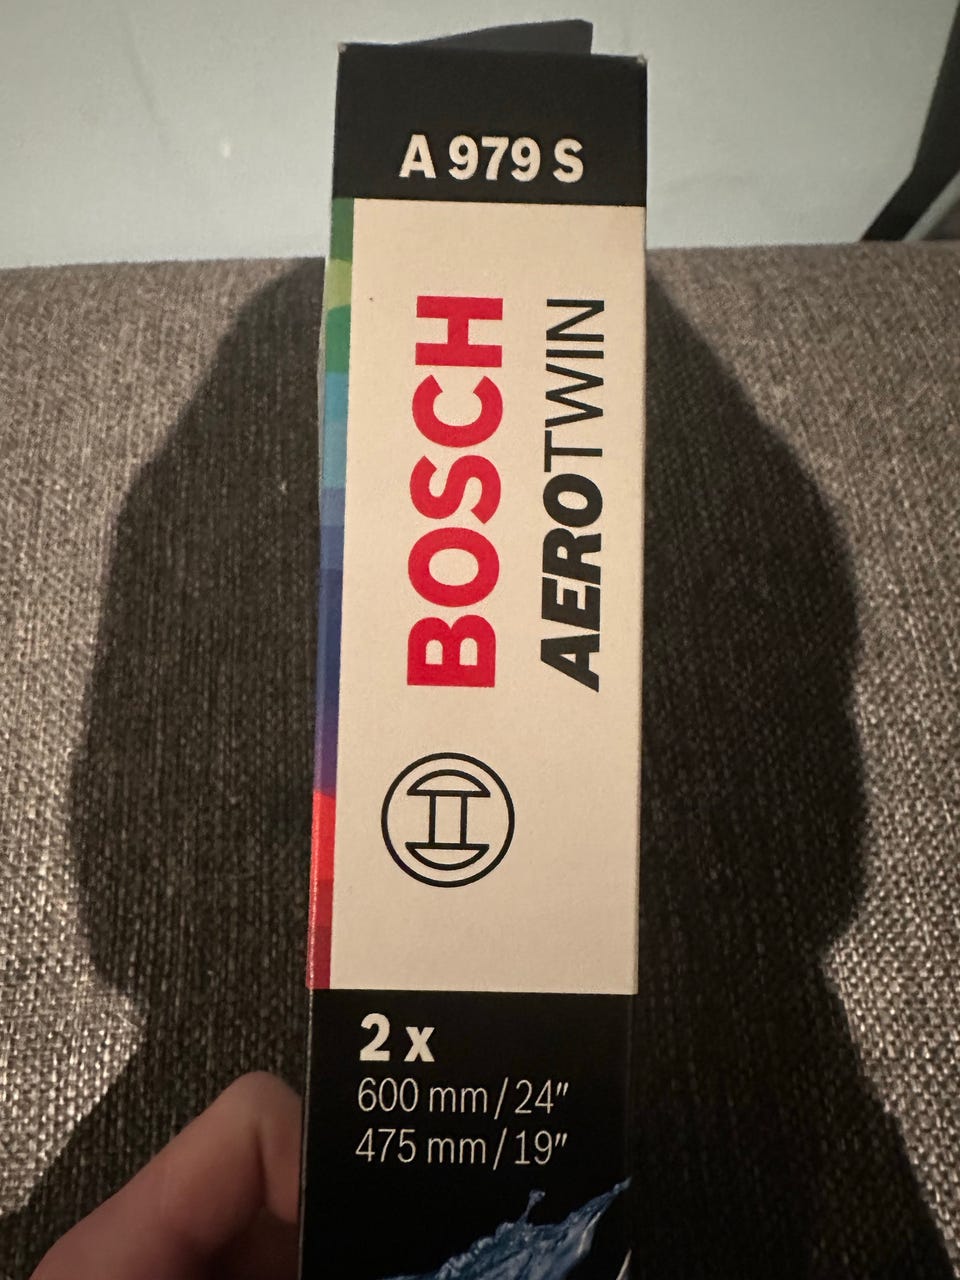 A 979 S
BOSCH
AEROTWIN
2 x
600 mm / 24"
475 mm / 19"